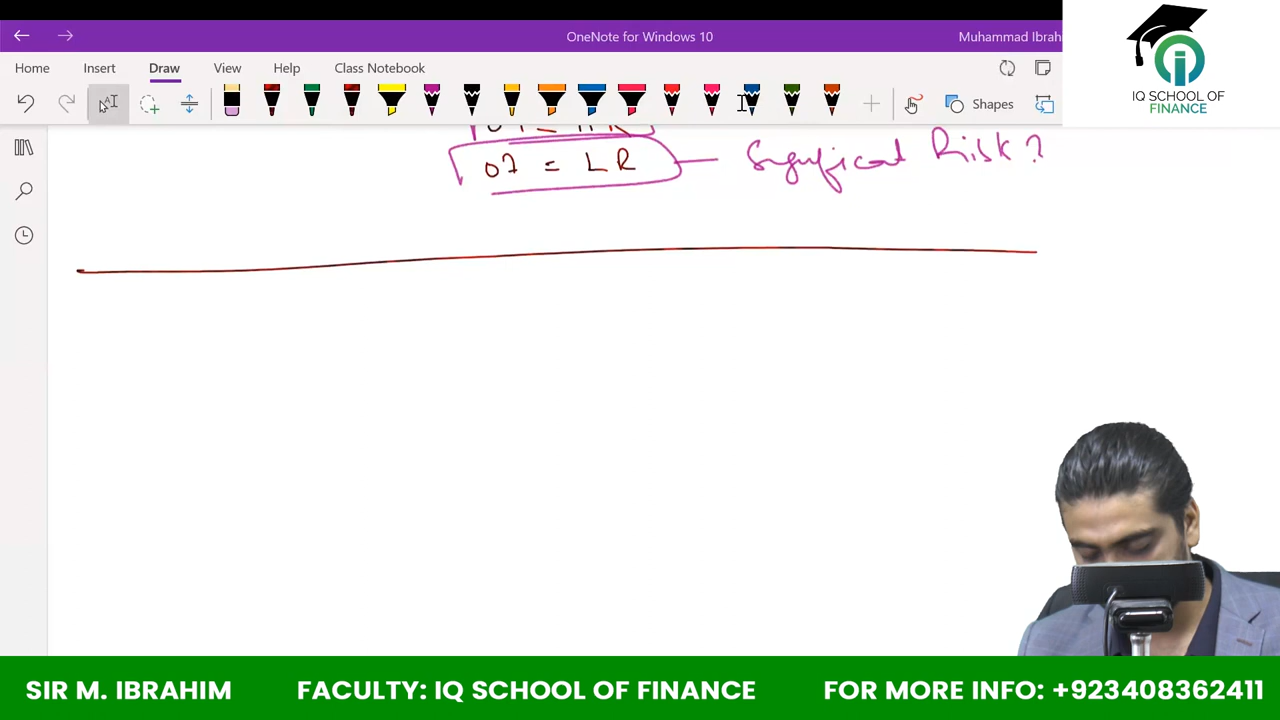 OneNote for Windows 10
Muhammad Ibrah
Home Insert Draw View Help Class Notebook
Shapes
IQ SCHOOL OF
FINANCE
07 = LR — Significant Risk?
SIR M. IBRAHIM FACULTY: IQ SCHOOL OF FINANCE FOR MORE INFO: +923408362411